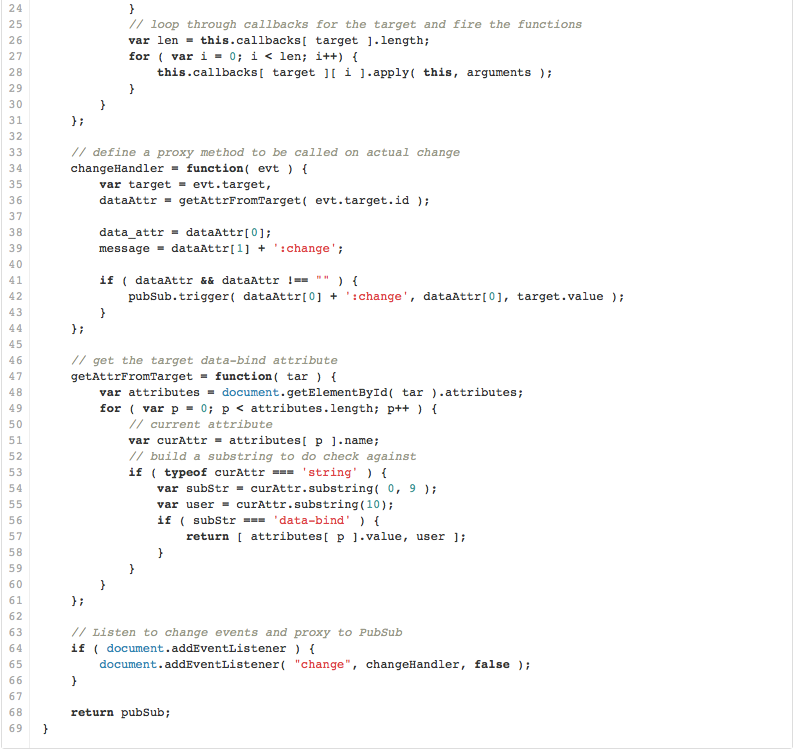 24 }
25 // loop through callbacks for the target and fire the functions
26 var len = this.callbacks[ target ].length;
27 for ( var i = 0; i < len; i++) {
28 this.callbacks[ target ][ i ].apply( this, arguments );
29 }
30 }
31 };
32
33 // define a proxy method to be called on actual change
34 changeHandler = function( evt ) {
35 var target = evt.target,
36 dataAttr = getAttrFromTarget( evt.target.id );
37
38 data_attr = dataAttr[0];
39 message = dataAttr[1] + ':change';
40
41 if ( dataAttr && dataAttr !== "" ) {
42 pubSub.trigger( dataAttr[0] + ':change', dataAttr[0], target.value );
43 }
44 };
45
46 // get the target data-bind attribute
47 getAttrFromTarget = function( tar ) {
48 var attributes = document.getElementById( tar ).attributes;
49 for ( var p = 0; p < attributes.length; p++ ) {
50 // current attribute
51 var curAttr = attributes[ p ].name;
52 // build a substring to do check against
53 if ( typeof curAttr === 'string' ) {
54 var subStr = curAttr.substring( 0, 9 );
55 var user = curAttr.substring(10);
56 if ( subStr === 'data-bind' ) {
57 return [ attributes[ p ].value, user ];
58 }
59 }
60 }
61 };
62
63 // Listen to change events and proxy to PubSub
64 if ( document.addEventListener ) {
65 document.addEventListener( "change", changeHandler, false );
66 }
67
68 return pubSub;
69 }